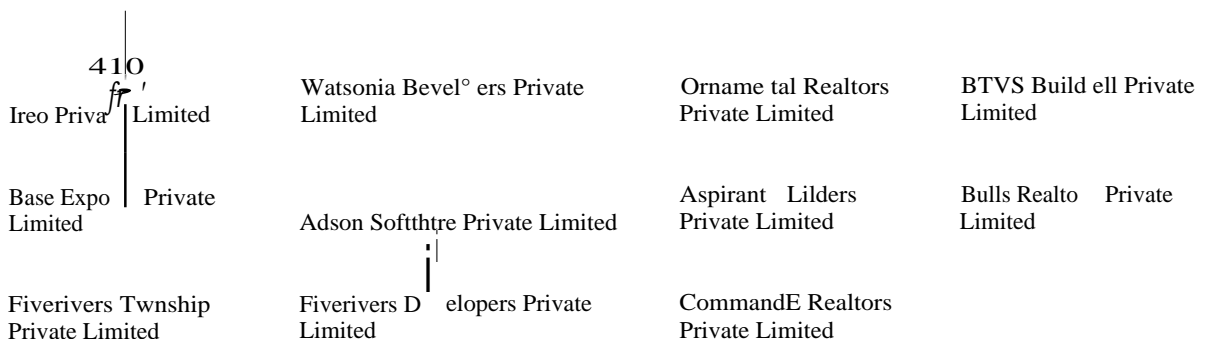 410
Ireo Priva Limited
Watsonia Bevel° ers Private
Limited
Orname tal Realtors
Private Limited
BTVS Build ell Private
Limited
Base Expo Private
Limited
Adson Softthtre Private Limited
Aspirant Lilders
Private Limited
Bulls Realto Private
Limited
Fiverivers Twnship
Private Limited
Fiverivers D elopers Private
Limited
CommandE Realtors
Private Limited